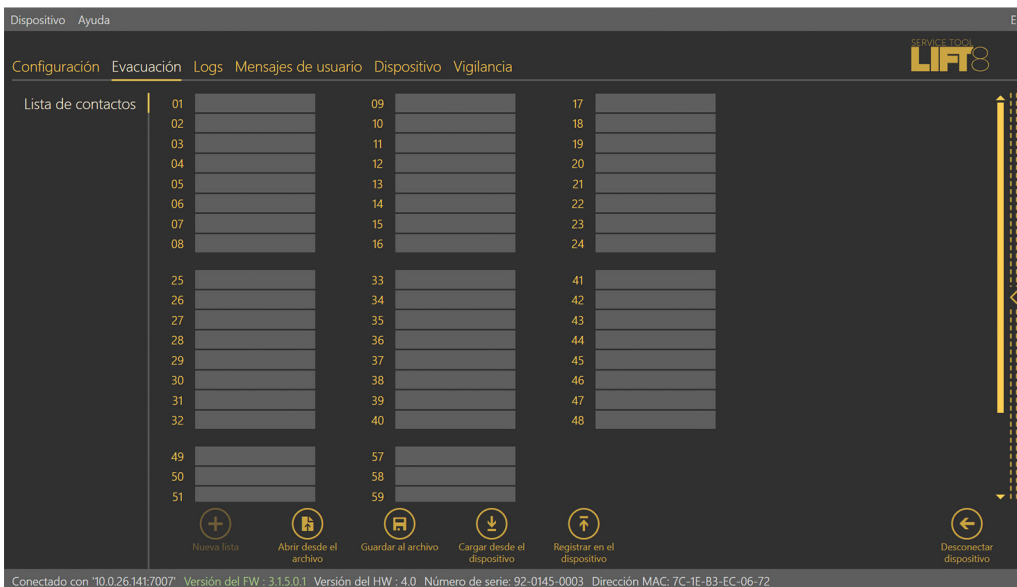 Dispositivo Ayuda E
SERVICE TOOL
LIFT8
Configuración Evacuación Logs Mensajes de usuario Dispositivo Vigilancia
Lista de contactos
01 09 17
02 10 18
03 11 19
04 12 20
05 13 21
06 14 22
07 15 23
08 16 24
25 33 41
26 34 42
27 35 43
28 36 44
29 37 45
30 38 46
31 39 47
32 40 48
49 57
50 58
51 59
Nueva lista
Abrir desde el
archivo
Guardar al archivo
Cargar desde el
dispositivo
Registrar en el
dispositivo
Desconectar
dispositivo
Conectado con '10.0.26.141:7007' Versión del FW : 3.1.5.0.1 Versión del HW : 4.0 Número de serie: 92-0145-0003 Dirección MAC: 7C-1E-B3-EC-06-72